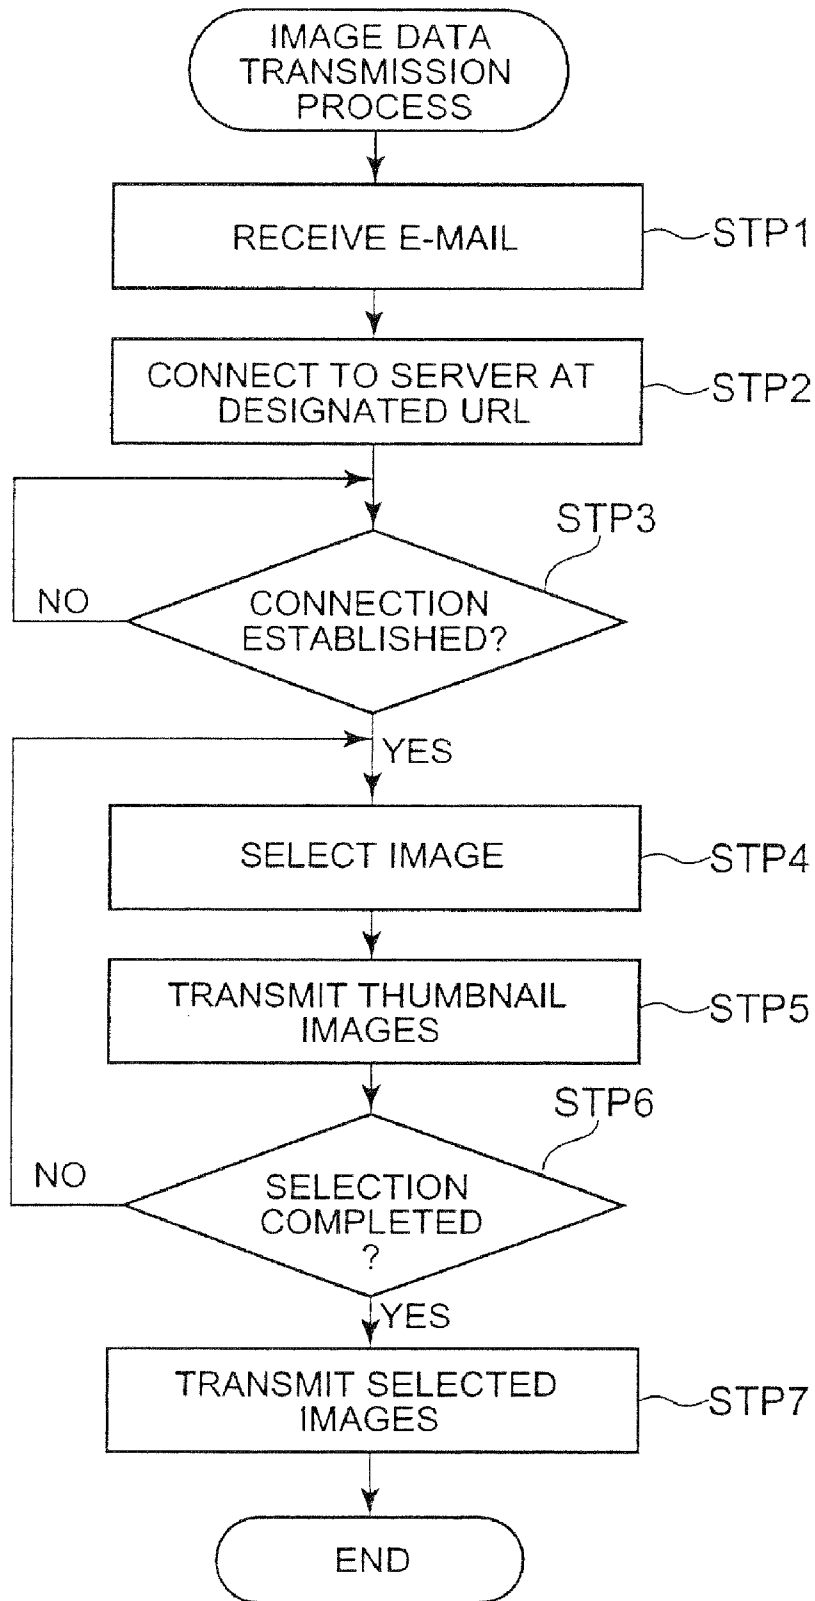 IMAGE DATA
TRANSMISSION
PROCESS
RECEIVE E-MAIL
STP1
CONNECT TO SERVER AT
DESIGNATED URL
STP2
STP3
NO
CONNECTION
ESTABLISHED?
YES
SELECT IMAGE
STP4
TRANSMIT THUMBNAIL
IMAGES
STP5
STP6
NO
SELECTION
COMPLETED
?
YES
TRANSMIT SELECTED
IMAGES
STP7
END